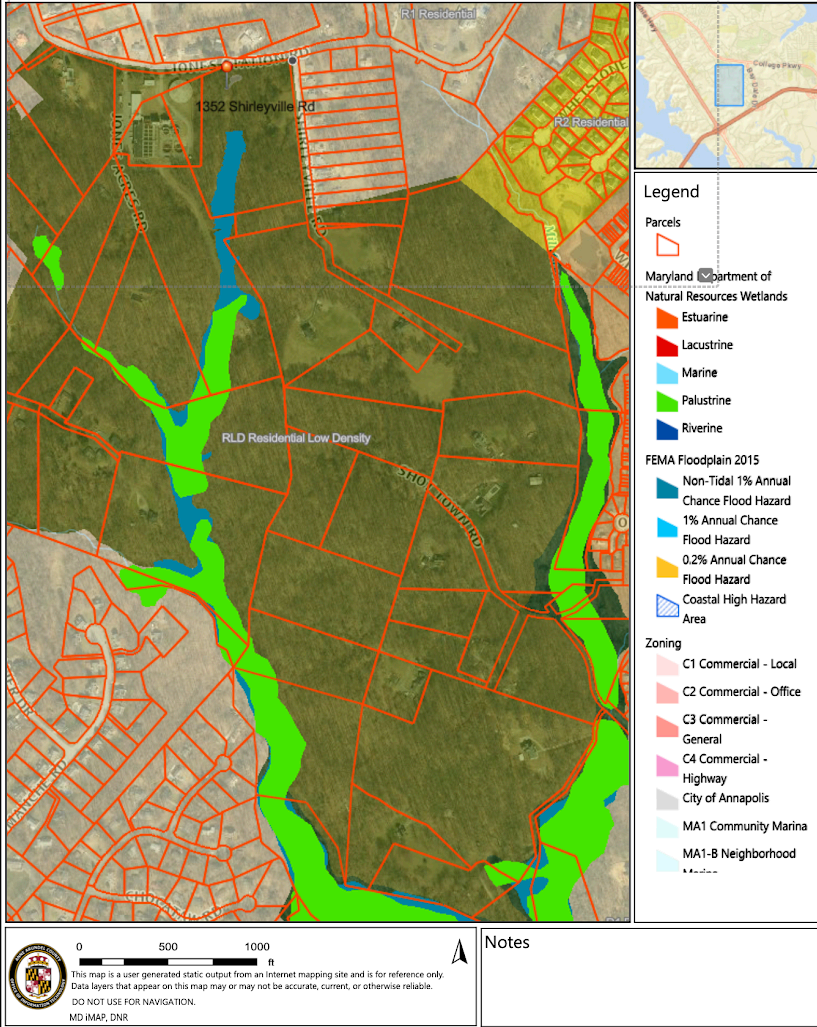 R1 Residential
JONES STATION RD
1352 Shirleyville Rd
R2 Residential
RLD Residential Low Density
SHOT TOWN RD
College Pkwy
Legend
Parcels
Maryland Department of
Natural Resources Wetlands
Estuarine
Lacustrine
Marine
Palustrine
Riverine
FEMA Floodplain 2015
Non-Tidal 1% Annual
Chance Flood Hazard
1% Annual Chance
Flood Hazard
0.2% Annual Chance
Flood Hazard
Coastal High Hazard
Area
Zoning
C1 Commercial - Local
C2 Commercial - Office
C3 Commercial -
General
C4 Commercial -
Highway
City of Annapolis
MA1 Community Marina
MA1-B Neighborhood
Marina
0 500 1000
ft
This map is a user generated static output from an Internet mapping site and is for reference only.
Data layers that appear on this map may or may not be accurate, current, or otherwise reliable.
DO NOT USE FOR NAVIGATION.
MD iMAP, DNR
Notes